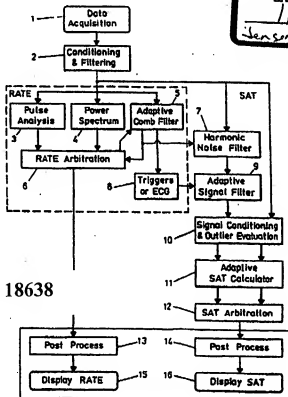 1
Data
Acquisition
2
Conditioning
& Filtering
RATE
5
SAT
Pulse
Analysis
Power
Spectrum
Adaptive
Comb Filter
7
3
4
Harmonic
Noise Filter
RATE Arbitration
6
8
Triggers
or ECG
9
Adaptive
Signal Filter
10
Signal Conditioning
& Outlier Evaluation
11
Adaptive
SAT Calculator
18638
12
SAT Arbitration
Post Process
13
14
Post Process
Display RATE
15
16
Display SAT